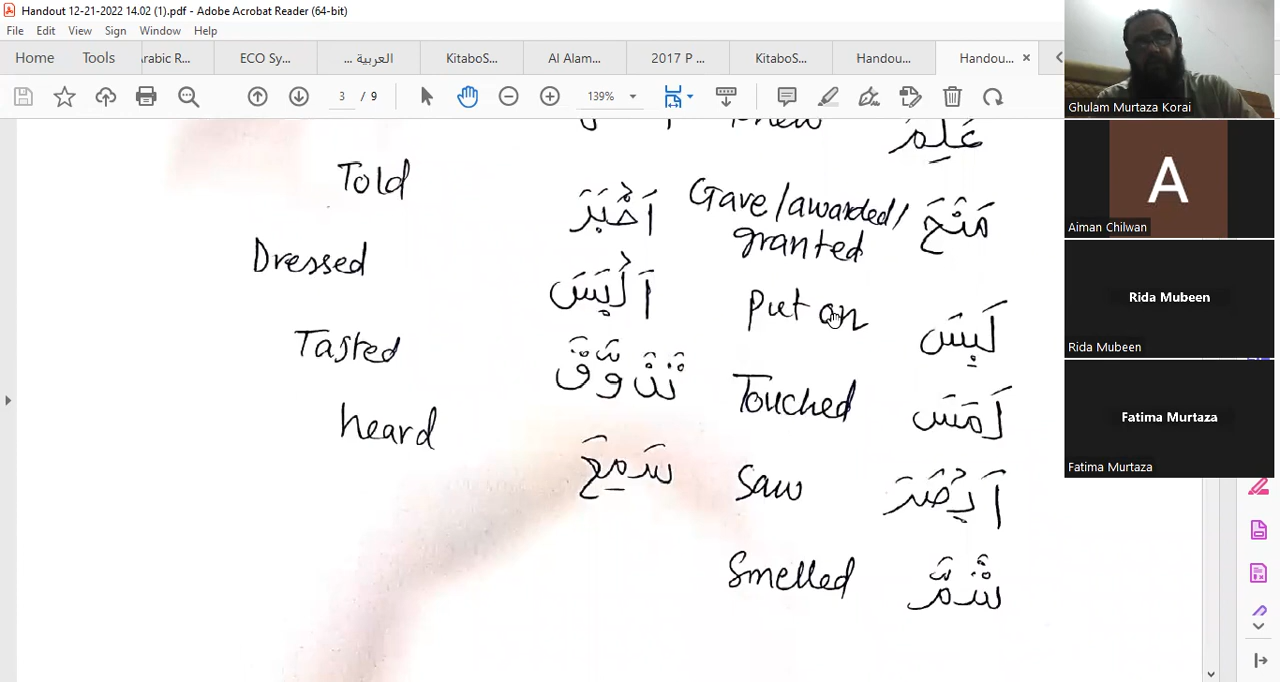 Handout 12-21-2022 14.02 (1).pdf - Adobe Acrobat Reader (64-bit)
File Edit View Sign Window Help
Home Tools arabic R... ECO Sy... العربية ... KitaboS... Al Alam... 2017 P ... KitaboS... Handou... Handou... ×
3 / 9 139%
عَلِمَ
Told اَخْبَرَ Gave/awarded/granted مَنَحَ
Dressed اَلْبَسَ Put on لَبِسَ
Tasted تَذَوَّقَ Touched لَمَسَ
heard سَمِعَ Saw اَبْصَرَ
Smelled شَمَّ
Ghulam Murtaza Korai
A
Aiman Chilwan
Rida Mubeen
Rida Mubeen
Fatima Murtaza
Fatima Murtaza